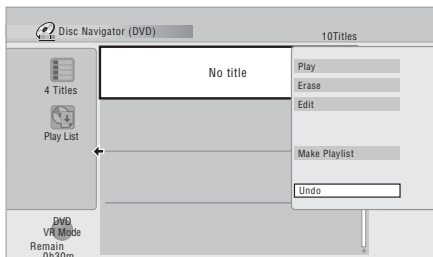 Disc Navigator (DVD)
10Titles
4 Titles
Play List
No title
Play
Erase
Edit
Make Playlist
Undo
DVD
VR Mode
Remain
0h30m